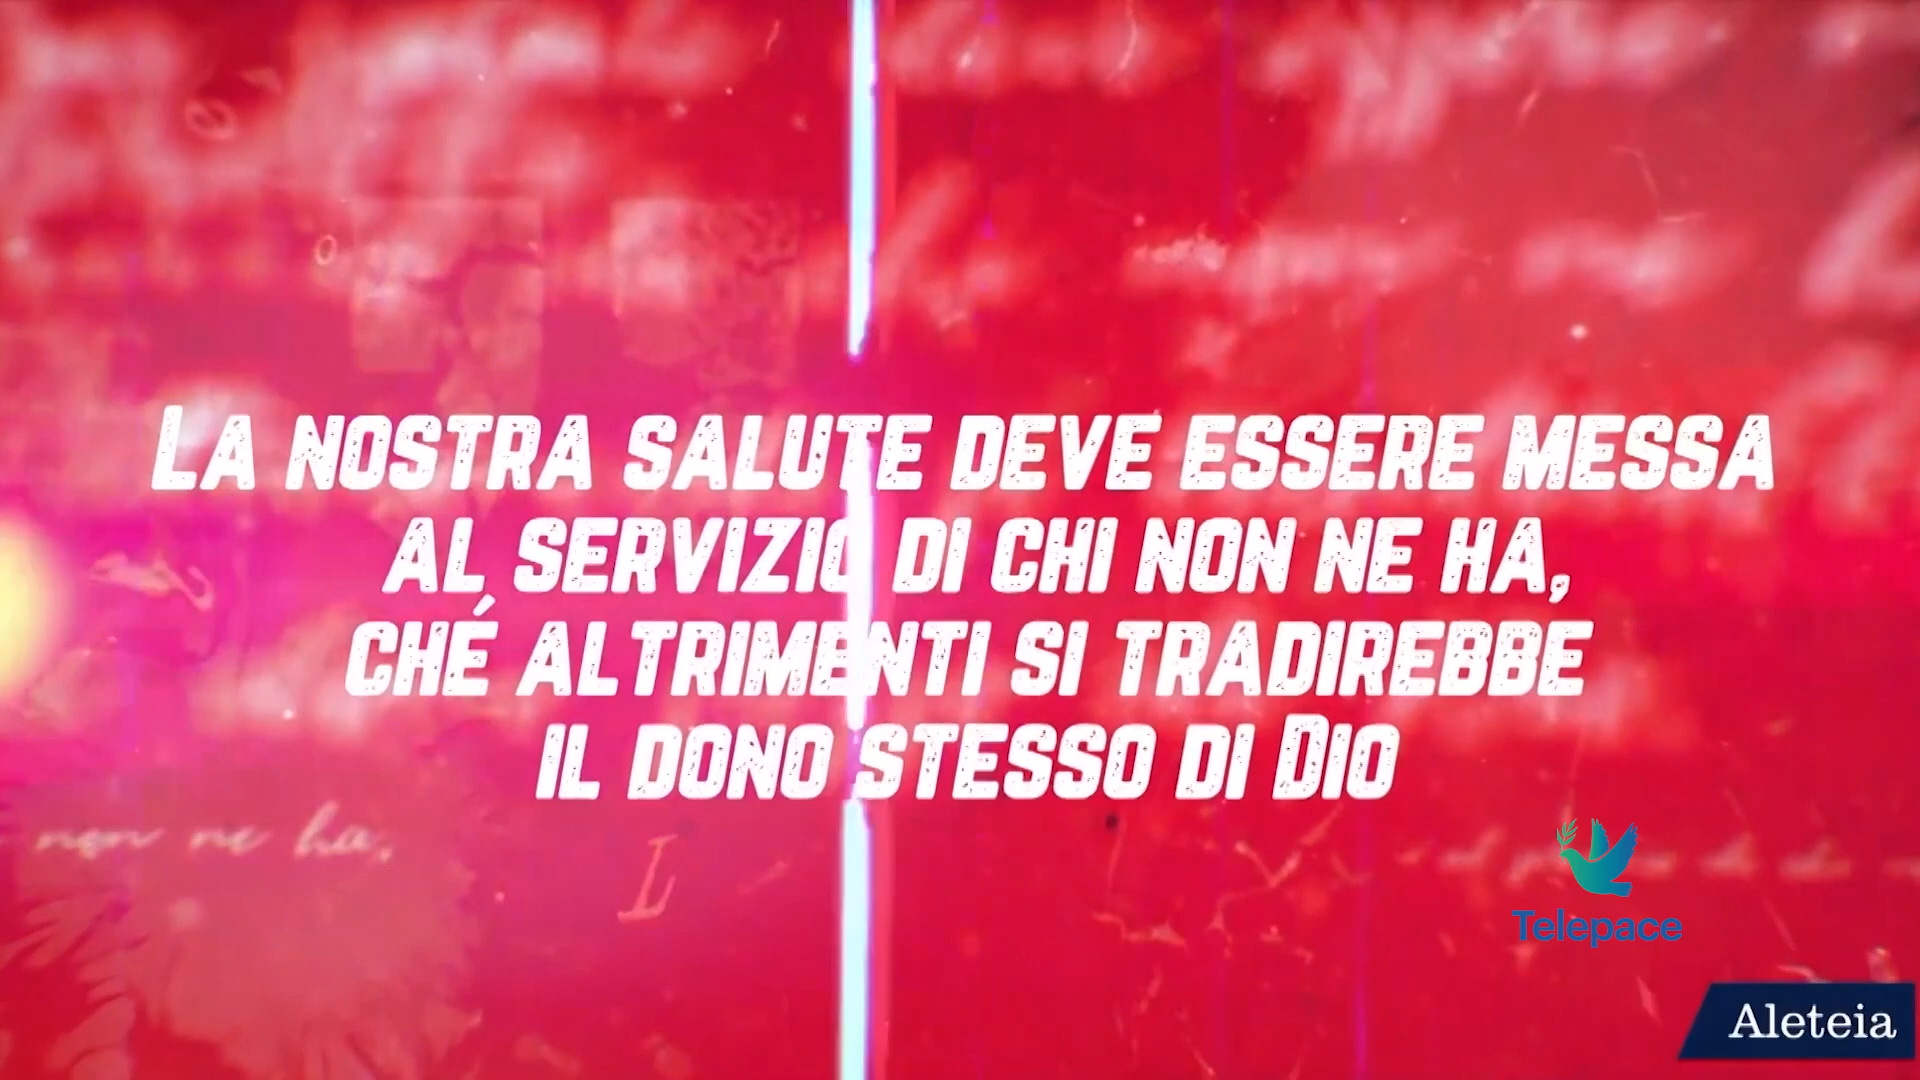 La nostra salute deve essere messa
al servizio di chi non ne ha,
ché altrimenti si tradirebbe
il dono stesso di Dio
non ne ha,
L
Telepace
Aleteia